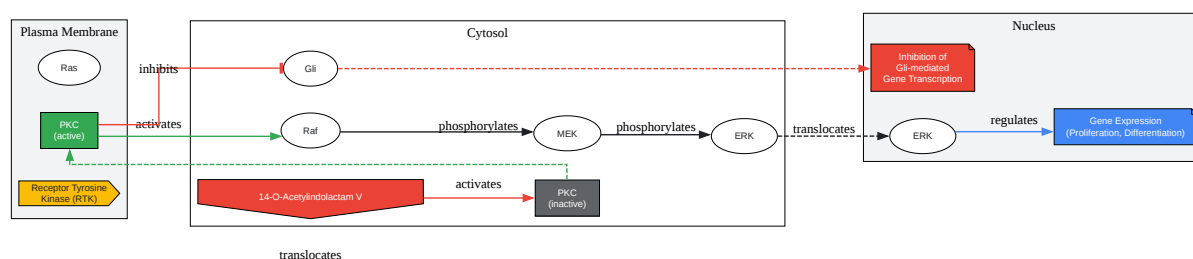 Plasma Membrane
Ras
PKC
(active)
Receptor Tyrosine
Kinase (RTK)
inhibits
activates
Cytosol
Gli
Raf
phosphorylates
MEK
phosphorylates
ERK
14-O-Acetylindolactam V
activates
PKC
(inactive)
translocates
translocates
Nucleus
Inhibition of
Gli-mediated
Gene Transcription
ERK
regulates
Gene Expression
(Proliferation, Differentiation)